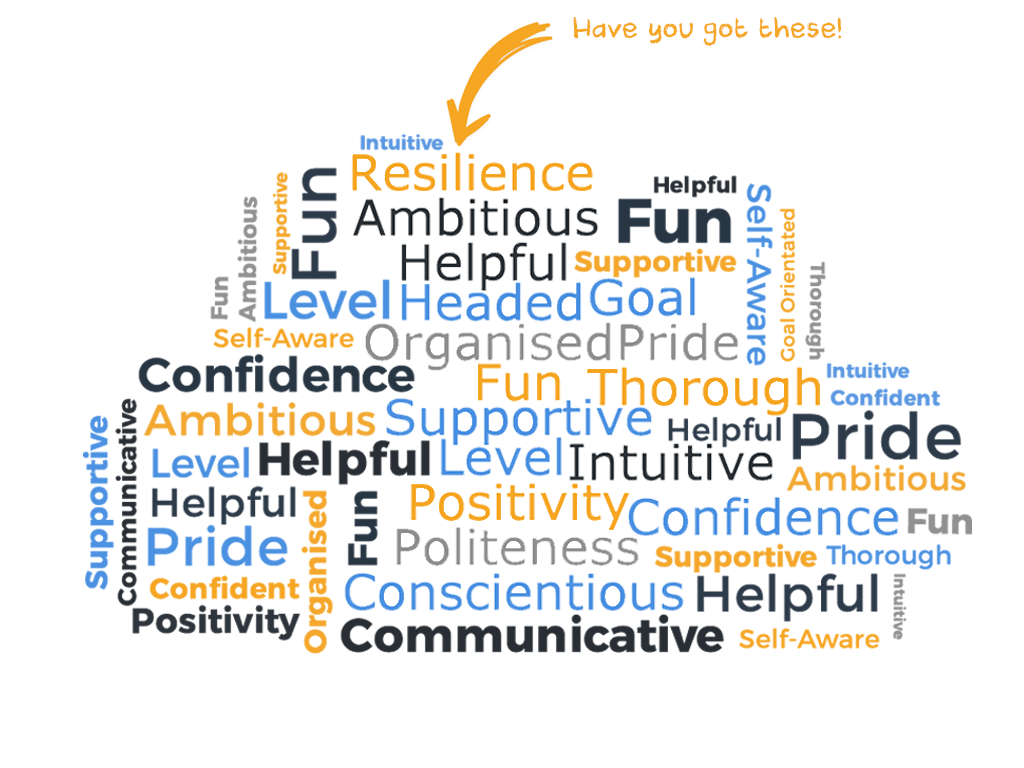 Have you got these!
Intuitive
Resilience
Fun
Supportive
Ambitious
Fun
Ambitious
Helpful
Fun
Helpful
Supportive
Self-Aware
Goal Orientated
Thorough
Level Headed Goal
Self-Aware
Organised Pride
Confidence
Fun Thorough
Intuitive
Confident
Ambitious
Supportive
Helpful
Pride
Supportive
Communicative
Level
Helpful
Level
Intuitive
Ambitious
Helpful
Organised
Fun
Positivity
Confidence
Fun
Pride
Politeness
Supportive
Thorough
Confident
Conscientious
Helpful
Intuitive
Positivity
Communicative
Self-Aware